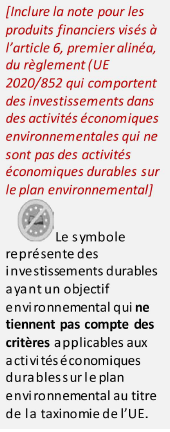 [Inclure la note pour les
produits financiers visés à
l’article 6, premier alinéa,
du règlement (UE
2020/852 qui comportent
des investissements dans
des activités économiques
environnementales qui ne
sont pas des activités
économiques durables sur
le plan environnemental]
Le symbole
représente des
investissements durables
ayant un objectif
environnemental qui ne
tiennent pas compte des
critères applicables aux
activités économiques
durables sur le plan
environnemental au titre
de la taxinomie de l’UE.